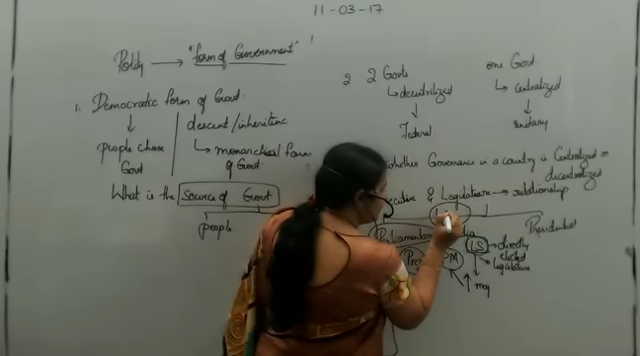 11-03-17
Polity → "form of Government"
1. Democratic form of Govt
↓
people chose
Govt
descent/inheritance
↳ monarchical form
of Govt
What is the Source of Govt
people
2 2 Govts
↳ decentralized
↓
Federal
one Govt
↳ centralized
↓
unitary
whether Governance in a country is Centralized or
decentralized
& Legislature → relationship
Presidential
LS → directly
elected
Legislature
PM
↑ maj